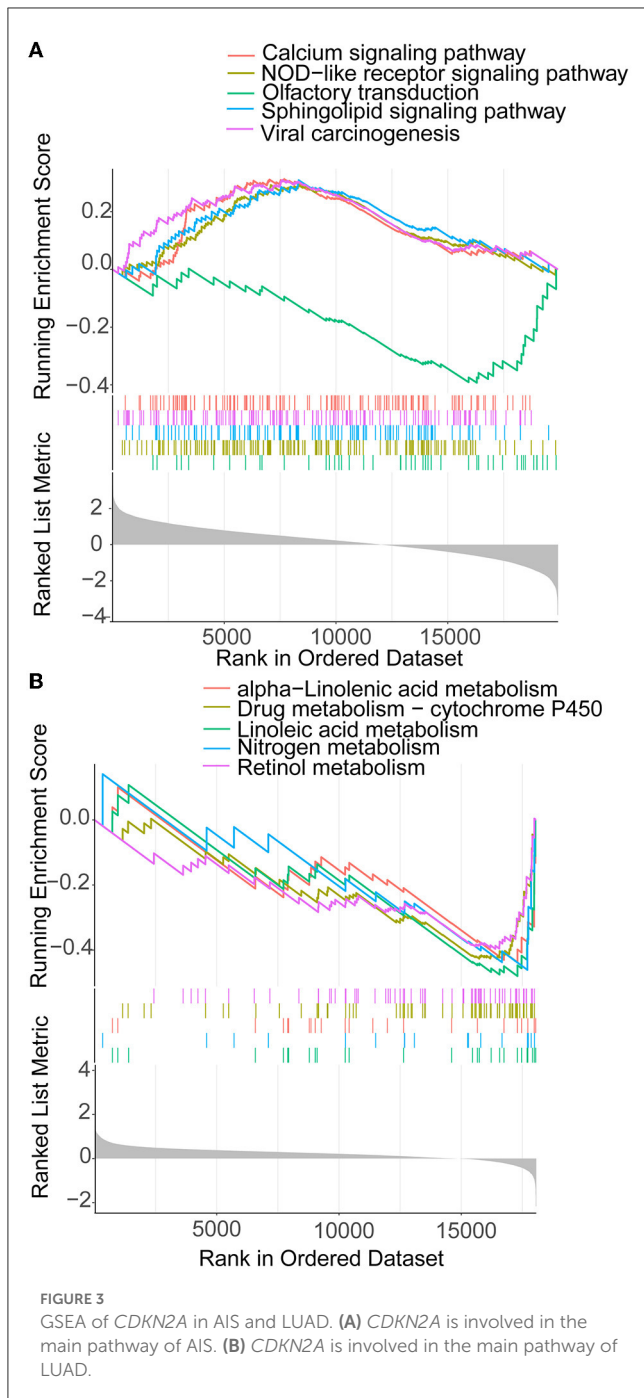 A
Calcium signaling pathway
NOD-like receptor signaling pathway
Olfactory transduction
Sphingolipid signaling pathway
Viral carcinogenesis
Running Enrichment Score
0.2
0.0
−0.2
−0.4
Ranked List Metric
2
0
−2
−4
5000 10000 15000
Rank in Ordered Dataset
B
alpha−Linolenic acid metabolism
Drug metabolism − cytochrome P450
Linoleic acid metabolism
Nitrogen metabolism
Retinol metabolism
Running Enrichment Score
0.0
−0.2
−0.4
Ranked List Metric
4
2
0
−2
5000 10000 15000
Rank in Ordered Dataset
FIGURE 3
GSEA of CDKN2A in AIS and LUAD. (A) CDKN2A is involved in the
main pathway of AIS. (B) CDKN2A is involved in the main pathway of
LUAD.